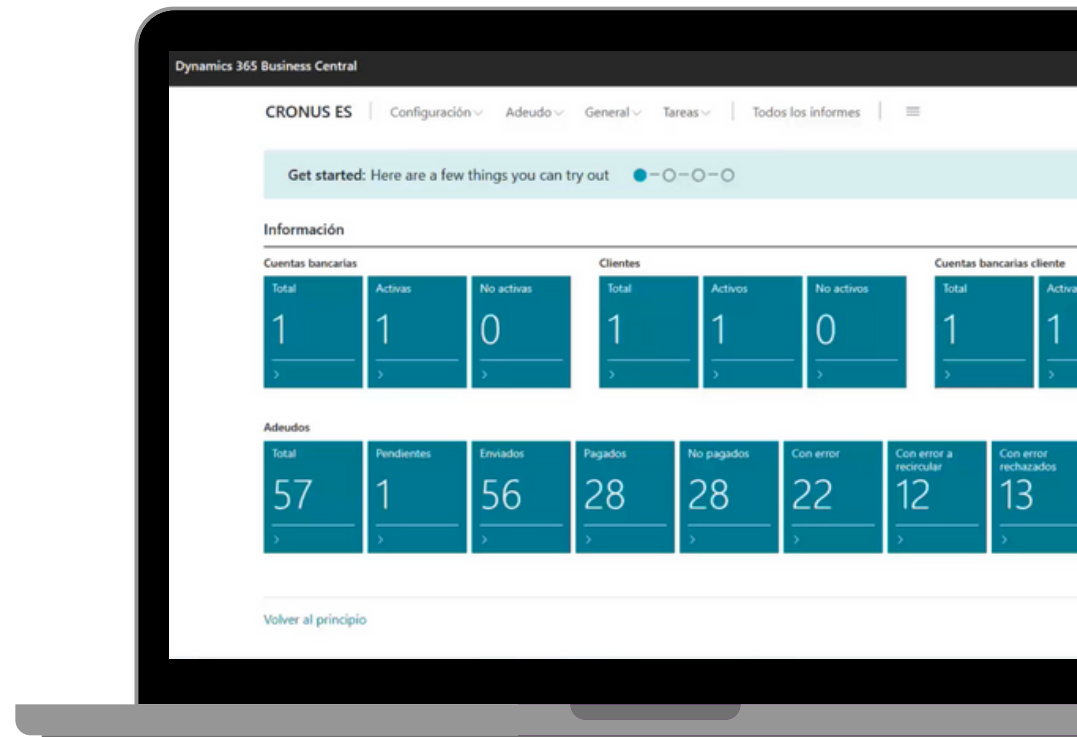 Dynamics 365 Business Central
CRONUS ES Configuración Adeudo General Tareas Todos los informes
Get started: Here are a few things you can try out
Información
Cuentas bancarias Clientes Cuentas bancarias cliente
Total Activas No activas Total Activos No activos Total Activa
1 1 0 1 1 0 1 1
Adeudos
Total Pendientes Enviados Pagados No pagados Con error Con error a recircular Con error rechazados
57 1 56 28 28 22 12 13
Volver al principio